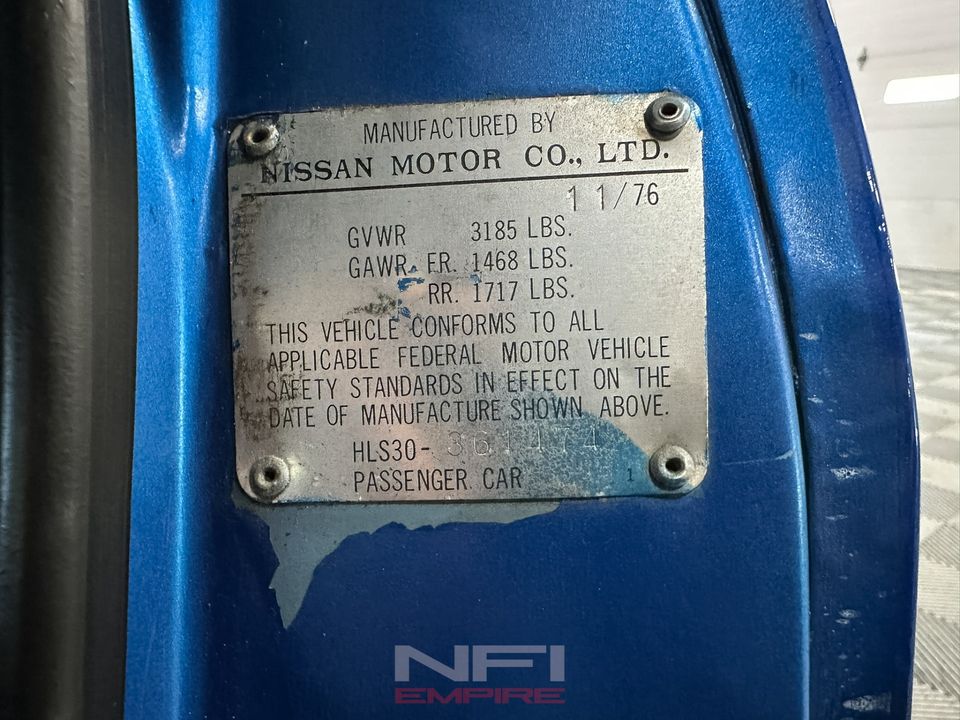 MANUFACTURED BY
NISSAN MOTOR CO., LTD.
11/76
GVWR 3185 LBS.
GAWR. FR. 1468 LBS.
RR. 1717 LBS.
THIS VEHICLE CONFORMS TO ALL
APPLICABLE FEDERAL MOTOR VEHICLE
SAFETY STANDARDS IN EFFECT ON THE
DATE OF MANUFACTURE SHOWN ABOVE.
HLS30-361474
PASSENGER CAR 1
NFI
EMPIRE